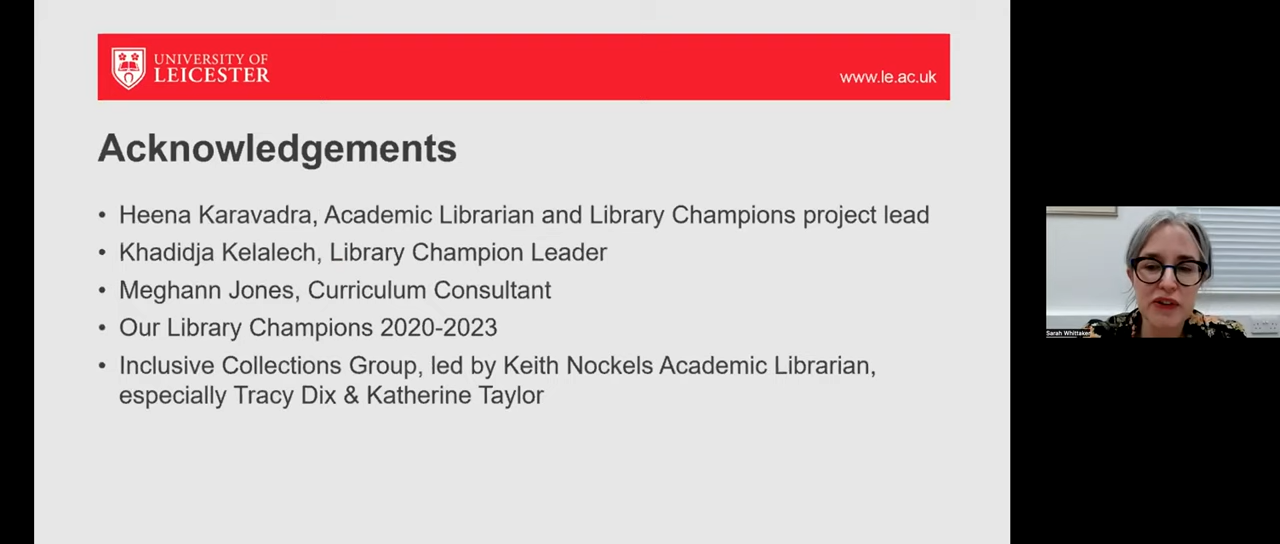 UNIVERSITY OF
LEICESTER
www.le.ac.uk
Acknowledgements
• Heena Karavadra, Academic Librarian and Library Champions project lead
• Khadidja Kelalech, Library Champion Leader
• Meghann Jones, Curriculum Consultant
• Our Library Champions 2020-2023
• Inclusive Collections Group, led by Keith Nockels Academic Librarian,
especially Tracy Dix & Katherine Taylor
Sarah Whittaker